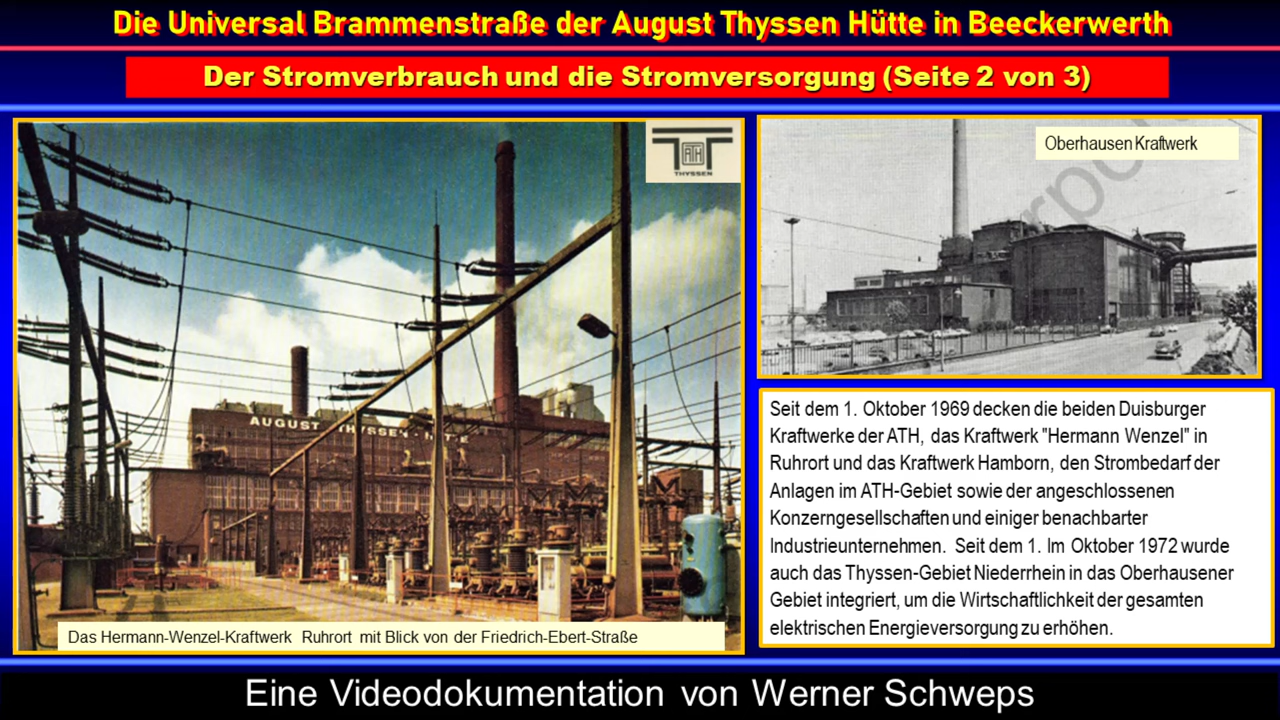 Die Universal Brammenstraße der August Thyssen Hütte in Beeckerwerth
Der Stromverbrauch und die Stromversorgung (Seite 2 von 3)
ATH
THYSSEN
AUGUST THYSSEN-HÜTTE
Das Hermann-Wenzel-Kraftwerk Ruhrort mit Blick von der Friedrich-Ebert-Straße
Oberhausen Kraftwerk
Seit dem 1. Oktober 1969 decken die beiden Duisburger
Kraftwerke der ATH, das Kraftwerk "Hermann Wenzel" in
Ruhrort und das Kraftwerk Hamborn, den Strombedarf der
Anlagen im ATH-Gebiet sowie der angeschlossenen
Konzerngesellschaften und einiger benachbarter
Industrieunternehmen. Seit dem 1. Im Oktober 1972 wurde
auch das Thyssen-Gebiet Niederrhein in das Oberhausener
Gebiet integriert, um die Wirtschaftlichkeit der gesamten
elektrischen Energieversorgung zu erhöhen.
Eine Videodokumentation von Werner Schweps